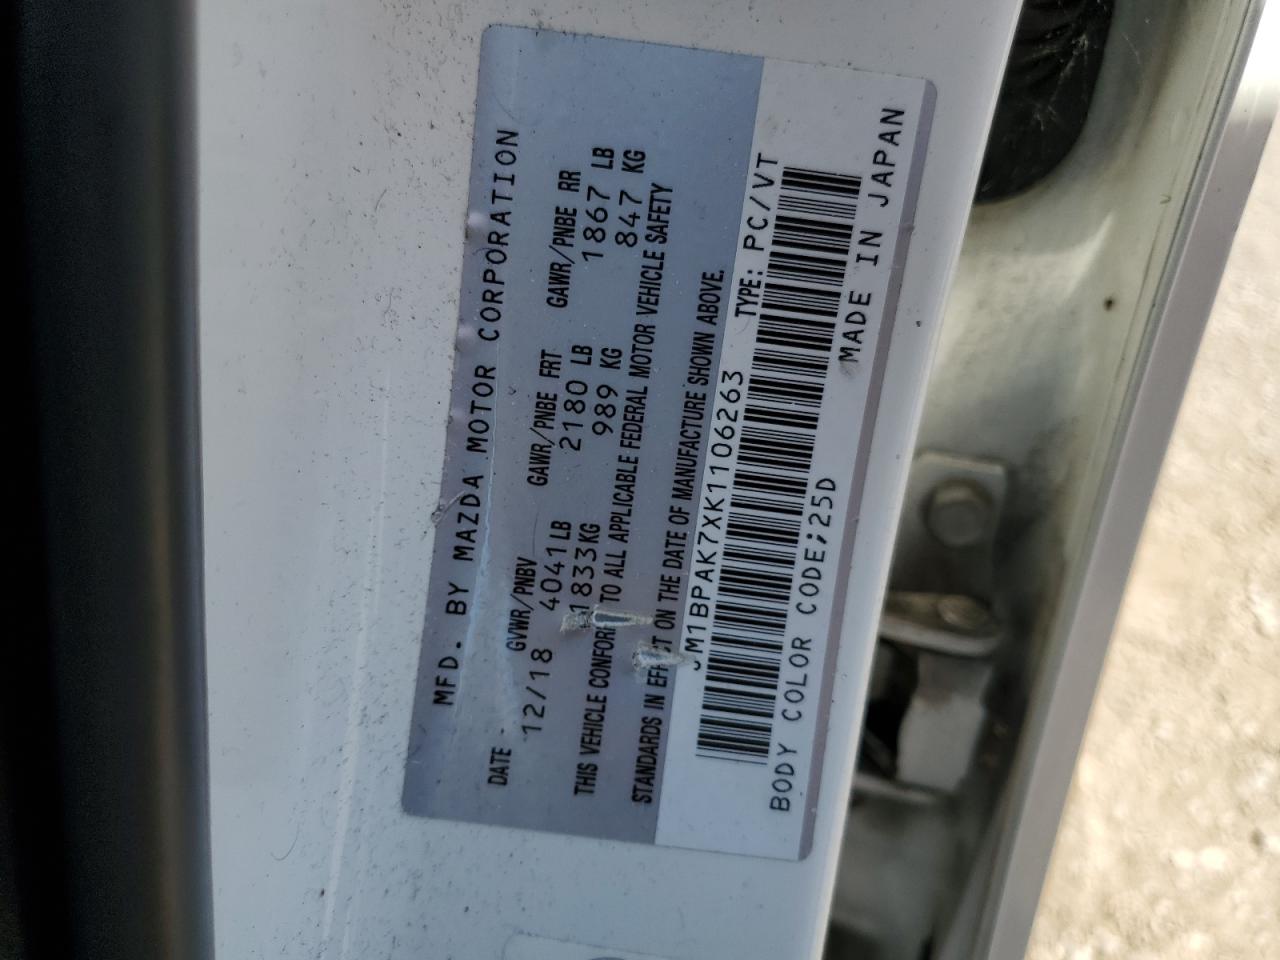 MFD. BY MAZDA MOTOR CORPORATION
DATE GVWR/PNBV GAWR/PNBE FRT GAWR/PNBE RR
12/18 4041LB 2180 LB 1867 LB
1833KG 989 KG 847 KG
THIS VEHICLE CONFORMS TO ALL APPLICABLE FEDERAL MOTOR VEHICLE SAFETY
STANDARDS IN EFFECT ON THE DATE OF MANUFACTURE SHOWN ABOVE.
JM1BPAK7XK1106263 TYPE: PC/VT
BODY COLOR CODE;25D MADE IN JAPAN